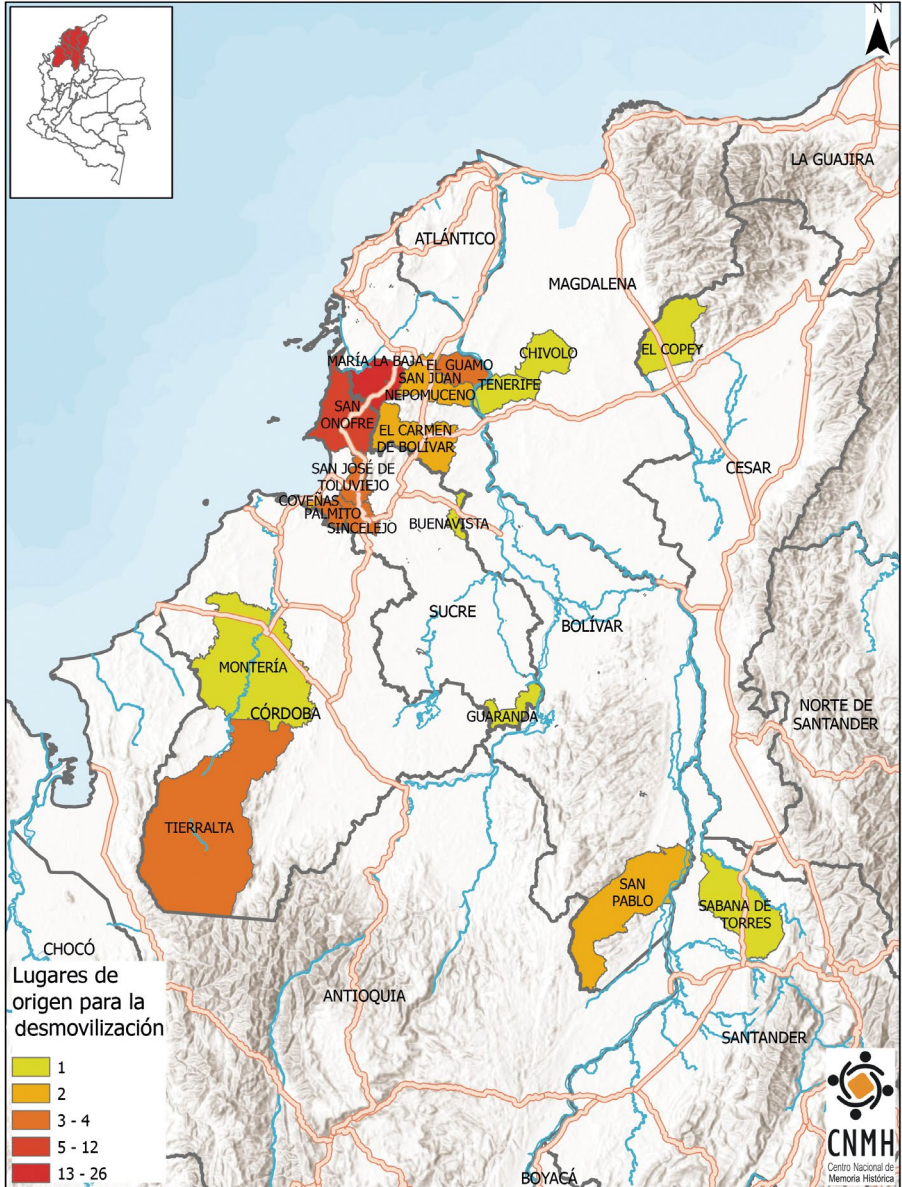 N
LA GUAJIRA
ATLÁNTICO
MAGDALENA
CHIVOLO
EL COPEY
MARÍA LA BAJA
EL GUAMO
SAN JUAN
NEPOMUCENO
TENERIFE
SAN
ONOFRE
EL CARMEN
DE BOLÍVAR
CESAR
SAN JOSÉ DE
TOLUVIEJO
COVEÑAS
PALMITO
SINCELEJO
BUENAVISTA
SUCRE
BOLÍVAR
MONTERÍA
CÓRDOBA
GUARANDA
NORTE DE
SANTANDER
TIERRALTA
SAN
PABLO
SABANA DE
TORRES
CHOCÓ
ANTIOQUIA
SANTANDER
BOYACÁ
Lugares de
origen para la
desmovilización
1
2
3 - 4
5 - 12
13 - 26
CNMH
Centro Nacional de
Memoria Histórica